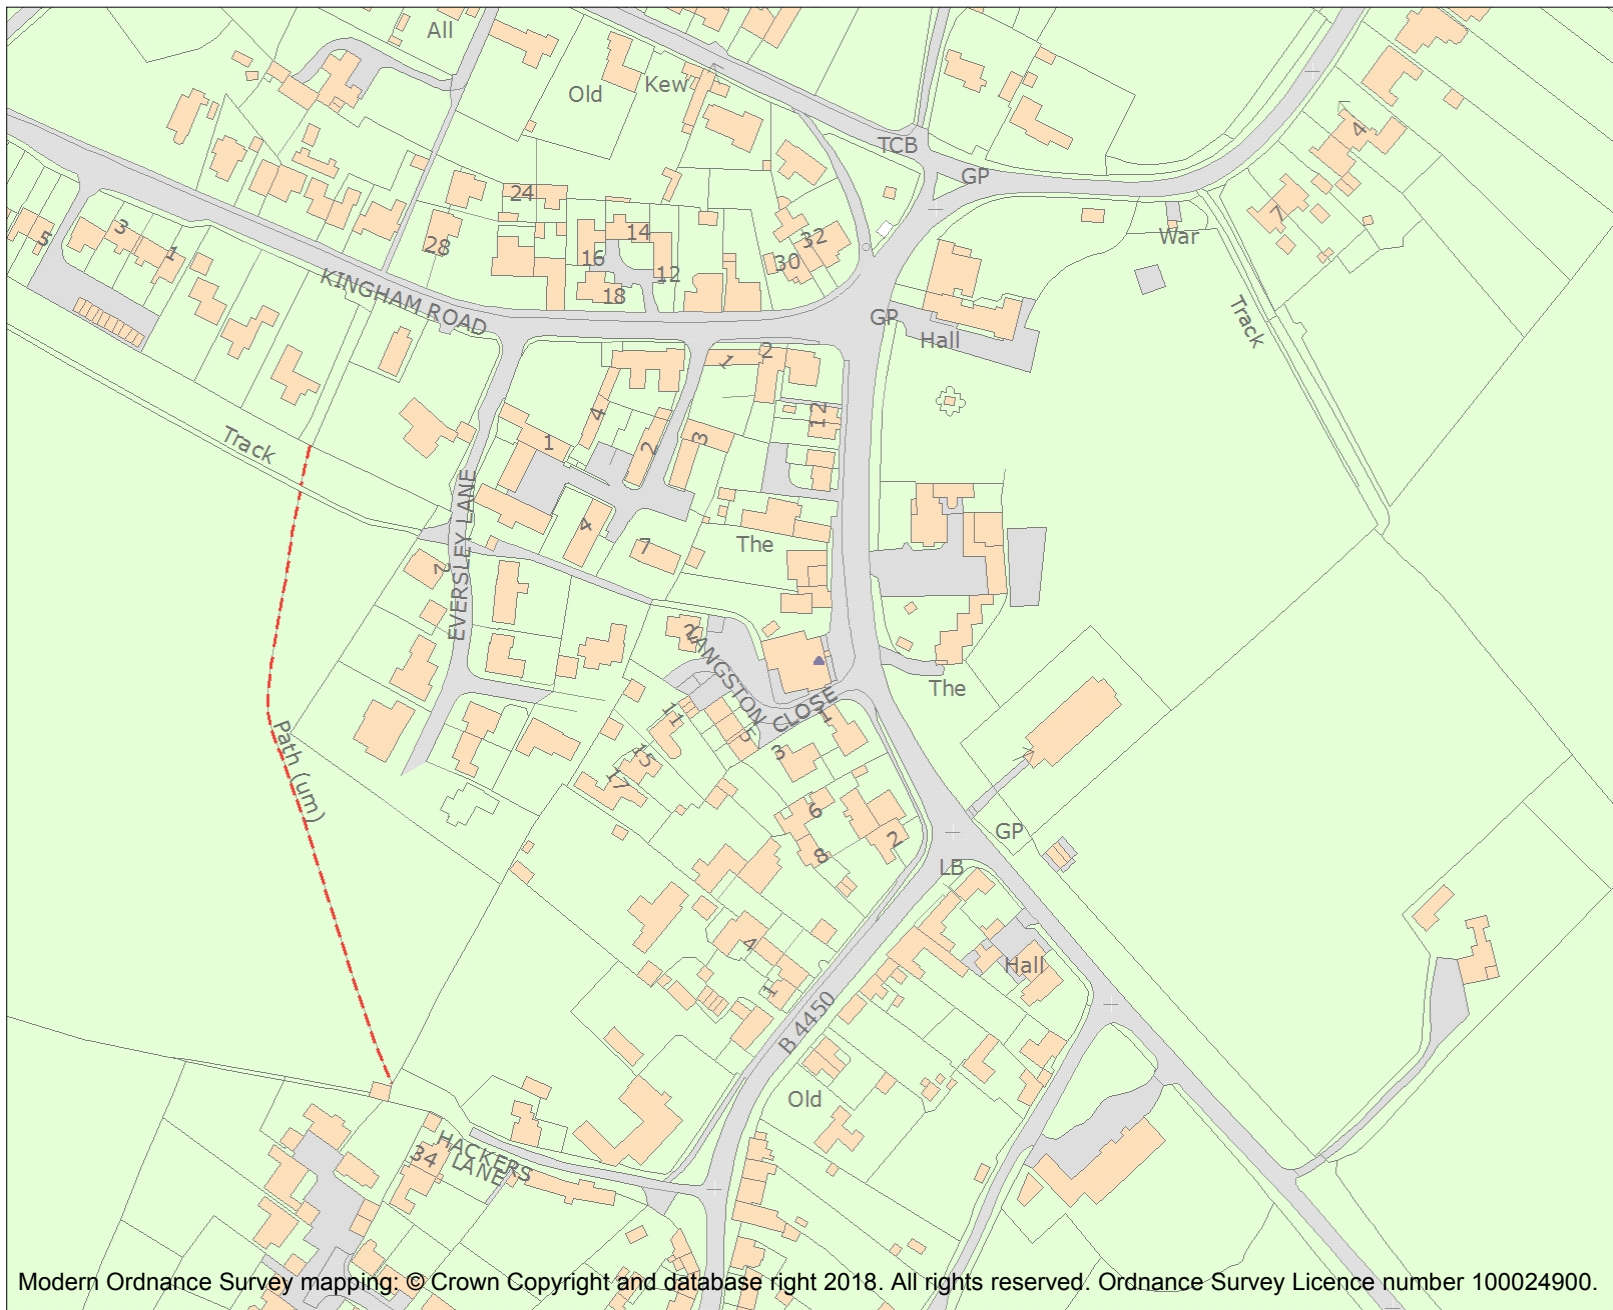 All
Old
Kew
TCB
GP
4
7
24
28
14
16
12
18
32
30
5
3
1
War
KINGHAM ROAD
GP
Hall
Track
1
2
12
4
1
2
3
Track
EVERSLEY LANE
4
7
The
2
2
LANGSTON
CLOSE
The
1
11
5
3
15
17
Path (um)
6
8
2
GP
LB
4
1
Hall
B 4450
Old
HACKERS
LANE
34
Modern Ordnance Survey mapping: © Crown Copyright and database right 2018. All rights reserved. Ordnance Survey Licence number 100024900.